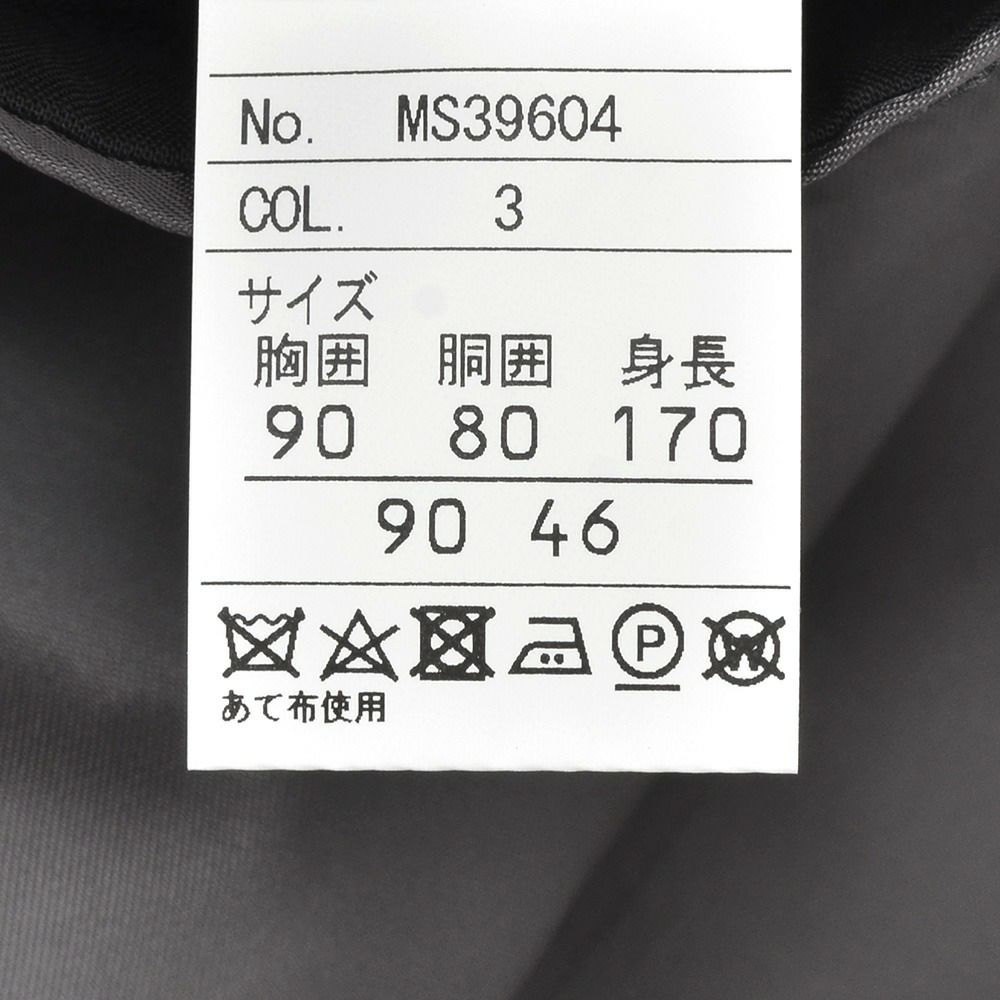 No. MS39604
COL. 3
サイズ
胸囲 胴囲 身長
90 80 170
90 46
P W
あて布使用